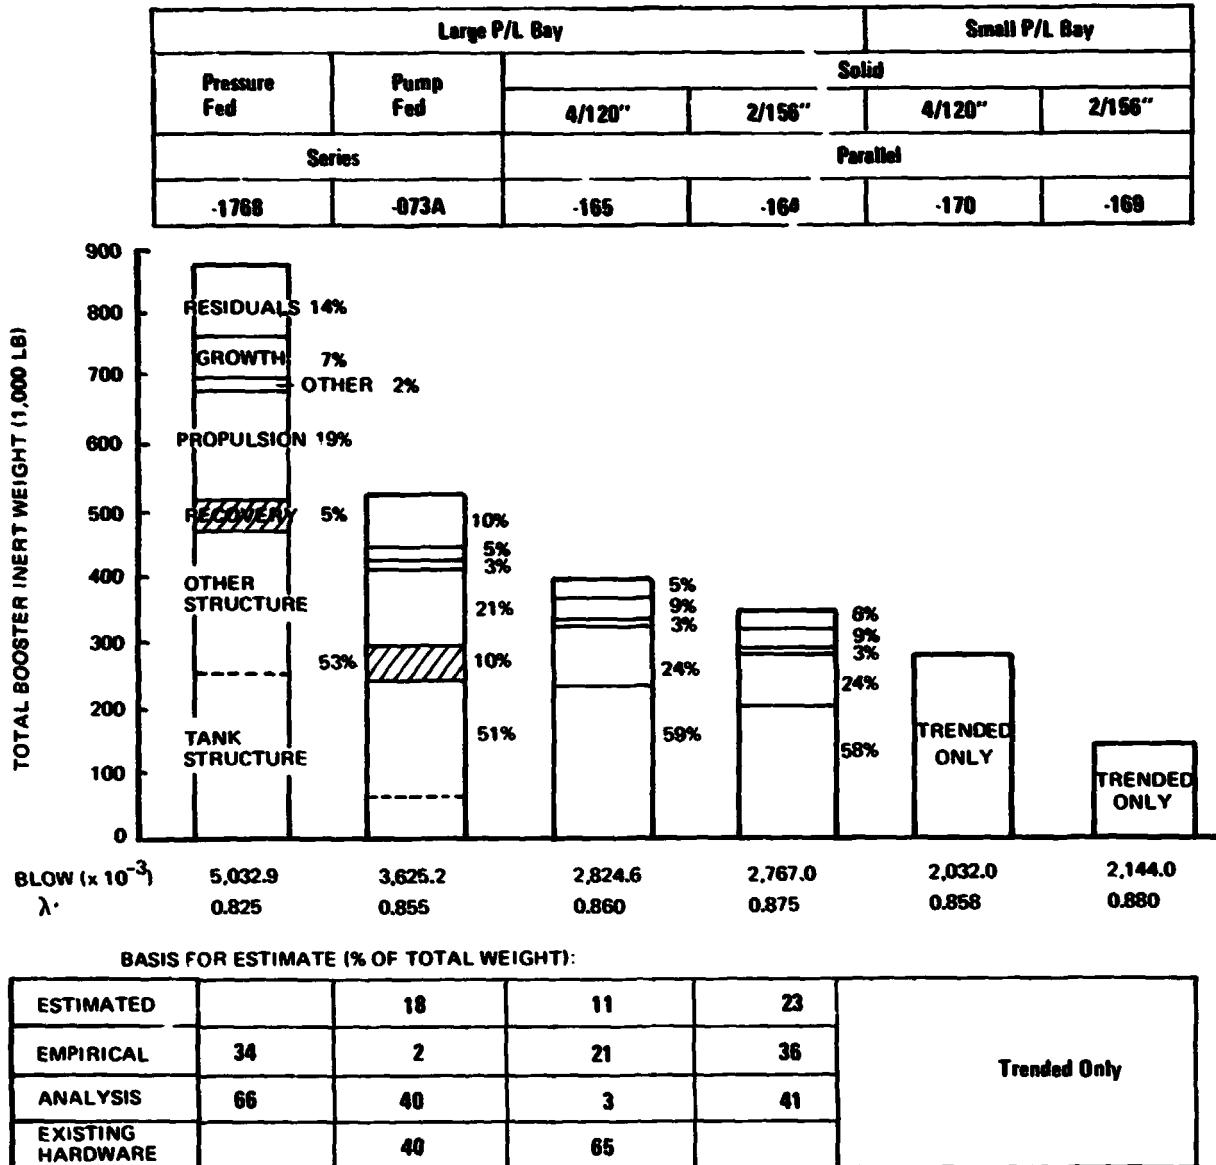 Large P/L Bay Small P/L Bay
Pressure Fed Pump Fed Solid
4/120" 2/156" 4/120" 2/156"
Series Parallel
-176B -073A -165 -164 -170 -169
TOTAL BOOSTER INERT WEIGHT (1,000 LB)
900
800
700
600
500
400
300
200
100
0
RESIDUALS 14%
GROWTH 7%
OTHER 2%
PROPULSION 19%
RECOVERY 5%
OTHER
STRUCTURE
53%
TANK
STRUCTURE
10%
5%
3%
21%
10%
51%
5%
9%
3%
24%
59%
6%
9%
3%
24%
58%
TRENDED
ONLY
TRENDED
ONLY
BLOW (x 10⁻³) 5,032.9 3,625.2 2,824.6 2,767.0 2,032.0 2,144.0
λ' 0.825 0.855 0.860 0.875 0.858 0.880
BASIS FOR ESTIMATE (% OF TOTAL WEIGHT):
ESTIMATED 18 11 23
EMPIRICAL 34 2 21 36
Trended Only
ANALYSIS 66 40 3 41
EXISTING
HARDWARE 40 65